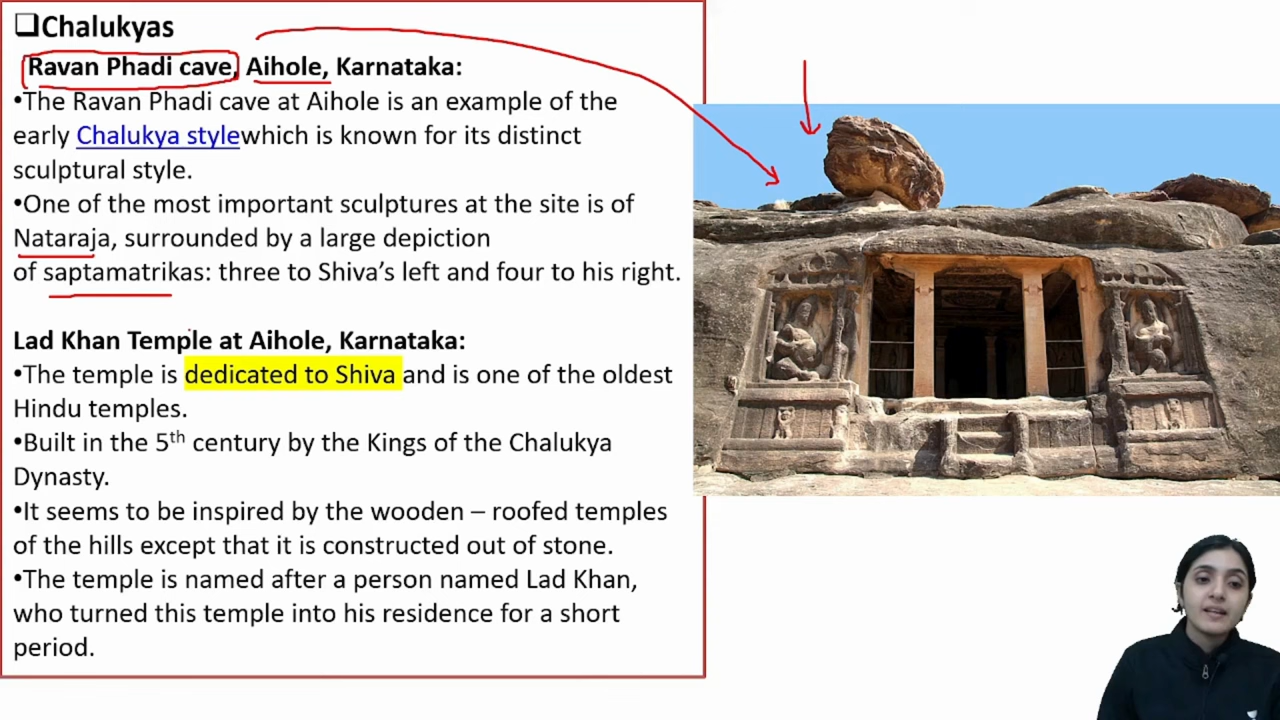 ❑Chalukyas
Ravan Phadi cave, Aihole, Karnataka:
•The Ravan Phadi cave at Aihole is an example of the
early Chalukya stylewhich is known for its distinct
sculptural style.
•One of the most important sculptures at the site is of
Nataraja, surrounded by a large depiction
of saptamatrikas: three to Shiva’s left and four to his right.
Lad Khan Temple at Aihole, Karnataka:
•The temple is dedicated to Shiva and is one of the oldest
Hindu temples.
•Built in the 5th century by the Kings of the Chalukya
Dynasty.
•It seems to be inspired by the wooden – roofed temples
of the hills except that it is constructed out of stone.
•The temple is named after a person named Lad Khan,
who turned this temple into his residence for a short
period.